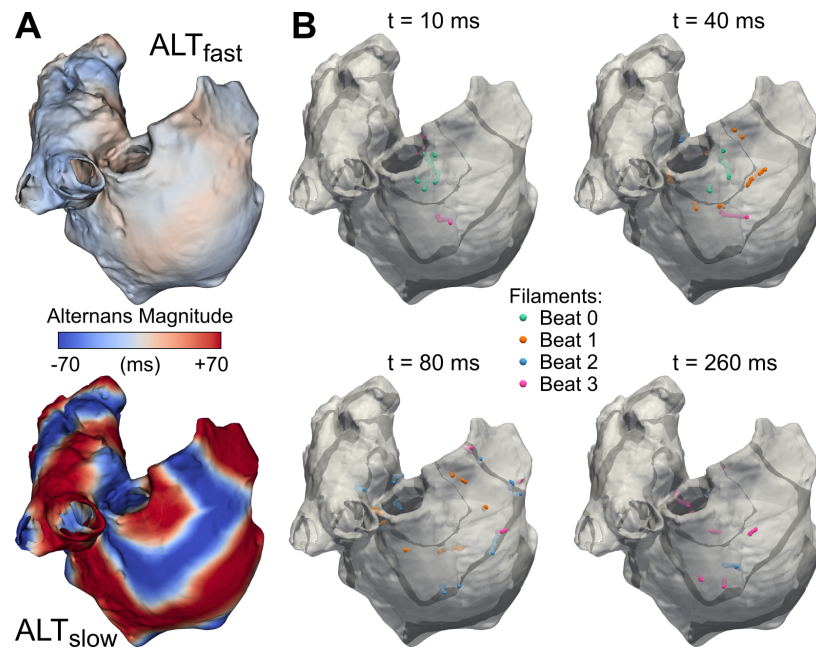 A
ALTfast
B
t = 10 ms
t = 40 ms
Alternans Magnitude
-70 (ms) +70
Filaments:
Beat 0
Beat 1
Beat 2
Beat 3
t = 80 ms
t = 260 ms
ALTslow